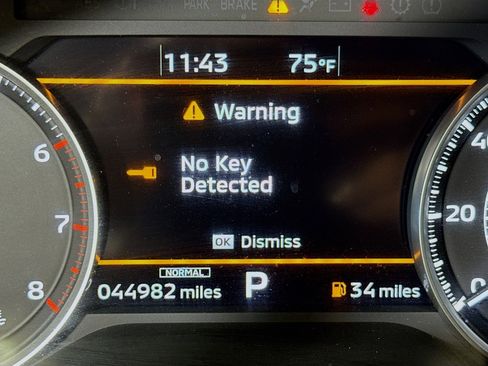 PARK BRAKE
11:43 75°F
Warning
No Key
Detected
OK Dismiss
NORMAL
044982 miles P 34 miles
6
7
8
40
20
0